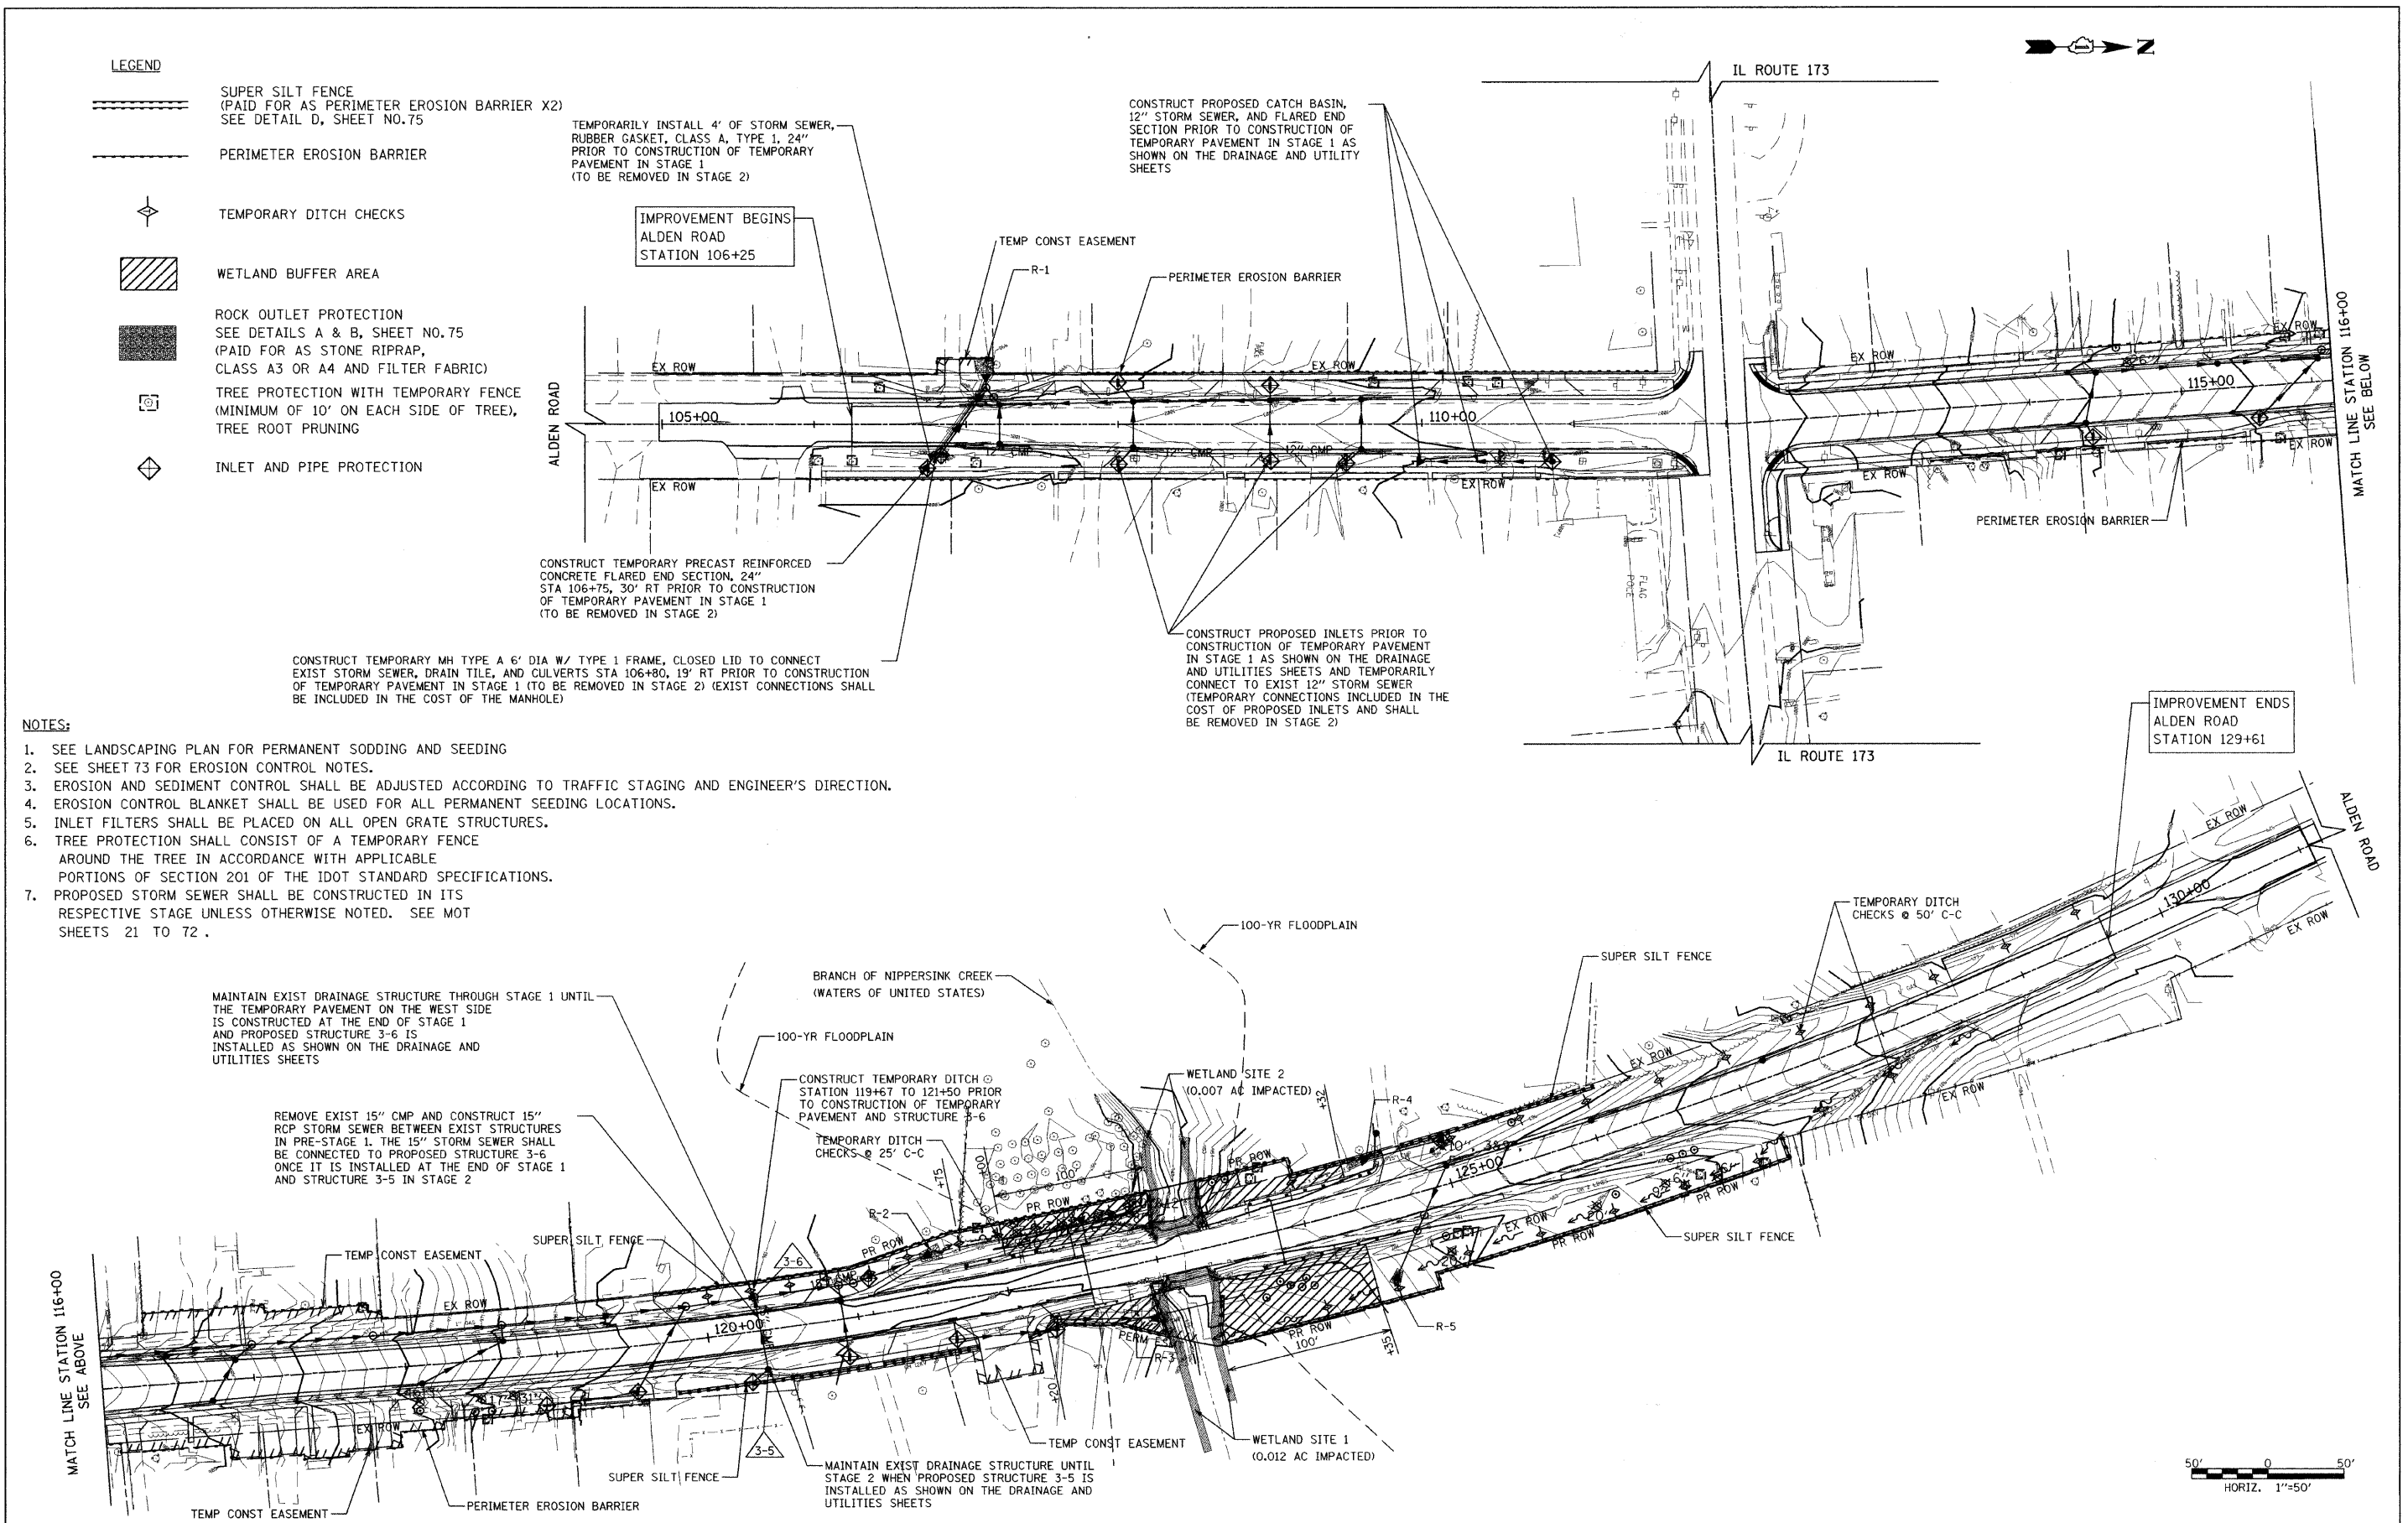 LEGEND
SUPER SILT FENCE
(PAID FOR AS PERIMETER EROSION BARRIER X2)
SEE DETAIL D, SHEET NO.75
PERIMETER EROSION BARRIER
TEMPORARY DITCH CHECKS
WETLAND BUFFER AREA
ROCK OUTLET PROTECTION
SEE DETAILS A & B, SHEET NO.75
(PAID FOR AS STONE RIPRAP,
CLASS A3 OR A4 AND FILTER FABRIC)
TREE PROTECTION WITH TEMPORARY FENCE
(MINIMUM OF 10' ON EACH SIDE OF TREE),
TREE ROOT PRUNING
INLET AND PIPE PROTECTION
TEMPORARILY INSTALL 4' OF STORM SEWER,
RUBBER GASKET, CLASS A, TYPE 1, 24"
PRIOR TO CONSTRUCTION OF TEMPORARY
PAVEMENT IN STAGE 1
(TO BE REMOVED IN STAGE 2)
IMPROVEMENT BEGINS
ALDEN ROAD
STATION 106+25
TEMP CONST EASEMENT
R-1
PERIMETER EROSION BARRIER
CONSTRUCT PROPOSED CATCH BASIN,
12" STORM SEWER, AND FLARED END
SECTION PRIOR TO CONSTRUCTION OF
TEMPORARY PAVEMENT IN STAGE 1 AS
SHOWN ON THE DRAINAGE AND UTILITY
SHEETS
IL ROUTE 173
N
EX ROW
EX ROW
EX ROW
EX ROW
ALDEN ROAD
105+00
110+00
115+00
12" CMP
12" CMP
12" CMP
EX ROW
EX ROW
EX ROW
EX ROW
MATCH LINE STATION 116+00
SEE BELOW
PERIMETER EROSION BARRIER
FLAG
POLE
CONSTRUCT TEMPORARY PRECAST REINFORCED
CONCRETE FLARED END SECTION, 24"
STA 106+75, 30' RT PRIOR TO CONSTRUCTION
OF TEMPORARY PAVEMENT IN STAGE 1
(TO BE REMOVED IN STAGE 2)
CONSTRUCT TEMPORARY MH TYPE A 6' DIA W/ TYPE 1 FRAME, CLOSED LID TO CONNECT
EXIST STORM SEWER, DRAIN TILE, AND CULVERTS STA 106+80, 19' RT PRIOR TO CONSTRUCTION
OF TEMPORARY PAVEMENT IN STAGE 1 (TO BE REMOVED IN STAGE 2) (EXIST CONNECTIONS SHALL
BE INCLUDED IN THE COST OF THE MANHOLE)
CONSTRUCT PROPOSED INLETS PRIOR TO
CONSTRUCTION OF TEMPORARY PAVEMENT
IN STAGE 1 AS SHOWN ON THE DRAINAGE
AND UTILITIES SHEETS AND TEMPORARILY
CONNECT TO EXIST 12" STORM SEWER
(TEMPORARY CONNECTIONS INCLUDED IN THE
COST OF PROPOSED INLETS AND SHALL
BE REMOVED IN STAGE 2)
IL ROUTE 173
IMPROVEMENT ENDS
ALDEN ROAD
STATION 129+61
NOTES:
1. SEE LANDSCAPING PLAN FOR PERMANENT SODDING AND SEEDING
2. SEE SHEET 73 FOR EROSION CONTROL NOTES.
3. EROSION AND SEDIMENT CONTROL SHALL BE ADJUSTED ACCORDING TO TRAFFIC STAGING AND ENGINEER'S DIRECTION.
4. EROSION CONTROL BLANKET SHALL BE USED FOR ALL PERMANENT SEEDING LOCATIONS.
5. INLET FILTERS SHALL BE PLACED ON ALL OPEN GRATE STRUCTURES.
6. TREE PROTECTION SHALL CONSIST OF A TEMPORARY FENCE
AROUND THE TREE IN ACCORDANCE WITH APPLICABLE
PORTIONS OF SECTION 201 OF THE IDOT STANDARD SPECIFICATIONS.
7. PROPOSED STORM SEWER SHALL BE CONSTRUCTED IN ITS
RESPECTIVE STAGE UNLESS OTHERWISE NOTED. SEE MOT
SHEETS 21 TO 72 .
MAINTAIN EXIST DRAINAGE STRUCTURE THROUGH STAGE 1 UNTIL
THE TEMPORARY PAVEMENT ON THE WEST SIDE
IS CONSTRUCTED AT THE END OF STAGE 1
AND PROPOSED STRUCTURE 3-6 IS
INSTALLED AS SHOWN ON THE DRAINAGE AND
UTILITIES SHEETS
REMOVE EXIST 15" CMP AND CONSTRUCT 15"
RCP STORM SEWER BETWEEN EXIST STRUCTURES
IN PRE-STAGE 1. THE 15" STORM SEWER SHALL
BE CONNECTED TO PROPOSED STRUCTURE 3-6
ONCE IT IS INSTALLED AT THE END OF STAGE 1
AND STRUCTURE 3-5 IN STAGE 2
BRANCH OF NIPPERSINK CREEK
(WATERS OF UNITED STATES)
100-YR FLOODPLAIN
100-YR FLOODPLAIN
CONSTRUCT TEMPORARY DITCH
STATION 119+67 TO 121+50 PRIOR
TO CONSTRUCTION OF TEMPORARY
PAVEMENT AND STRUCTURE 3-6
TEMPORARY DITCH
CHECKS @ 25' C-C
WETLAND SITE 2
(0.007 AC IMPACTED)
SUPER SILT FENCE
TEMPORARY DITCH
CHECKS @ 50' C-C
EX ROW
ALDEN ROAD
130+00
EX ROW
EX ROW
EX ROW
+32
R-4
+75
+00
100'
PR ROW
PR ROW
PR ROW
R-2
125+00
EX ROW
PR ROW
PR ROW
SUPER SILT FENCE
R-5
+35
PR ROW
100'
R-3
+20
WETLAND SITE 1
(0.012 AC IMPACTED)
TEMP CONST EASEMENT
SUPER SILT FENCE
3-6
TEMP CONST EASEMENT
EX ROW
120+00
MATCH LINE STATION 116+00
SEE ABOVE
EX ROW
3-5
SUPER SILT FENCE
PERIMETER EROSION BARRIER
TEMP CONST EASEMENT
MAINTAIN EXIST DRAINAGE STRUCTURE UNTIL
STAGE 2 WHEN PROPOSED STRUCTURE 3-5 IS
INSTALLED AS SHOWN ON THE DRAINAGE AND
UTILITIES SHEETS
50' 0 50'
HORIZ. 1"=50'